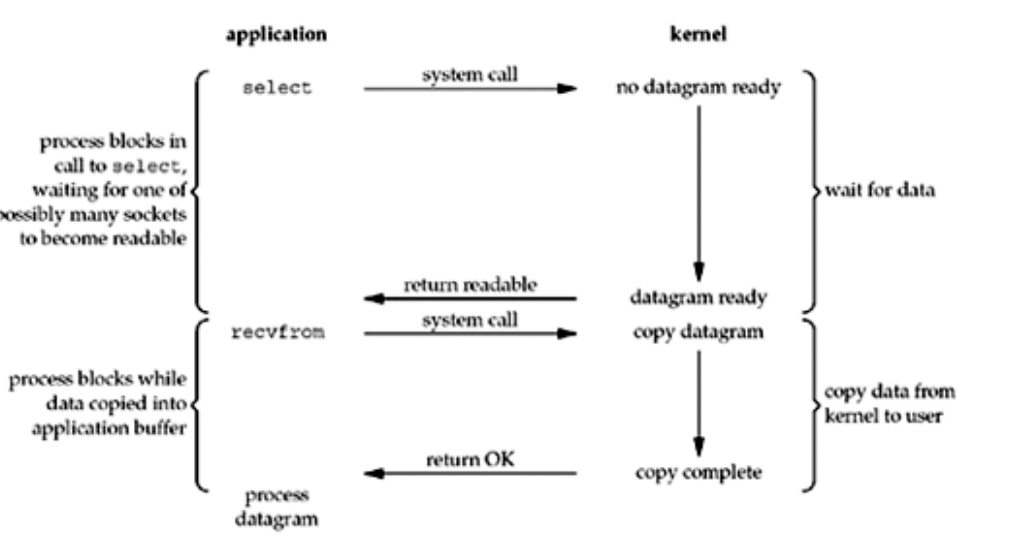 application
kernel
select
system call
no datagram ready
process blocks in
call to select,
waiting for one of
possibly many sockets
to become readable
wait for data
return readable
datagram ready
recvfrom
system call
copy datagram
process blocks while
data copied into
application buffer
copy data from
kernel to user
return OK
copy complete
process
datagram